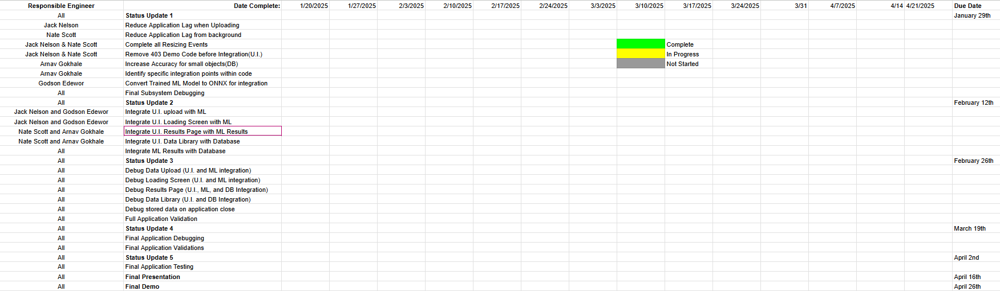 Responsible Engineer Date Complete: 1/20/2025 1/27/2025 2/3/2025 2/10/2025 2/17/2025 2/24/2025 3/3/2025 3/10/2025 3/17/2025 3/24/2025 3/31 4/7/2025 4/14 4/21/2025 Due Date
All Status Update 1 January 29th
Jack Nelson Reduce Application Lag when Uploading
Nate Scott Reduce Application Lag from background
Jack Nelson & Nate Scott Complete all Resizing Events Complete
Jack Nelson & Nate Scott Remove 403 Demo Code before Integration(U.I.) In Progress
Arnav Gokhale Increase Accuracy for small objects(DB) Not Started
Arnav Gokhale Identify specific integration points within code
Godson Edewor Convert Trained ML Model to ONNX for integration
All Final Subsystem Debugging
All Status Update 2 February 12th
Jack Nelson and Godson Edewor Integrate U.I. upload with ML
Jack Nelson and Godson Edewor Integrate U.I. Loading Screen with ML
Nate Scott and Arnav Gokhale Integrate U.I. Results Page with ML Results
Nate Scott and Arnav Gokhale Integrate U.I. Data Library with Database
All Integrate ML Results with Database
All Status Update 3 February 26th
All Debug Data Upload (U.I. and ML integration)
All Debug Loading Screen (U.I. and ML integration)
All Debug Results Page (U.I., ML, and DB Integration)
All Debug Data Library (U.I. and DB Integration)
All Debug stored data on application close
All Full Application Validation
All Status Update 4 March 19th
All Final Application Debugging
All Final Application Validations
All Status Update 5 April 2nd
All Final Application Testing
All Final Presentation April 16th
All Final Demo April 26th